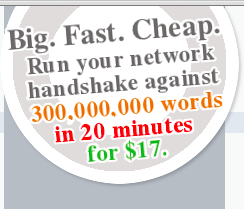 Big. Fast. Cheap.
Run your network
handshake against
300,000,000 words
in 20 minutes
for $17.